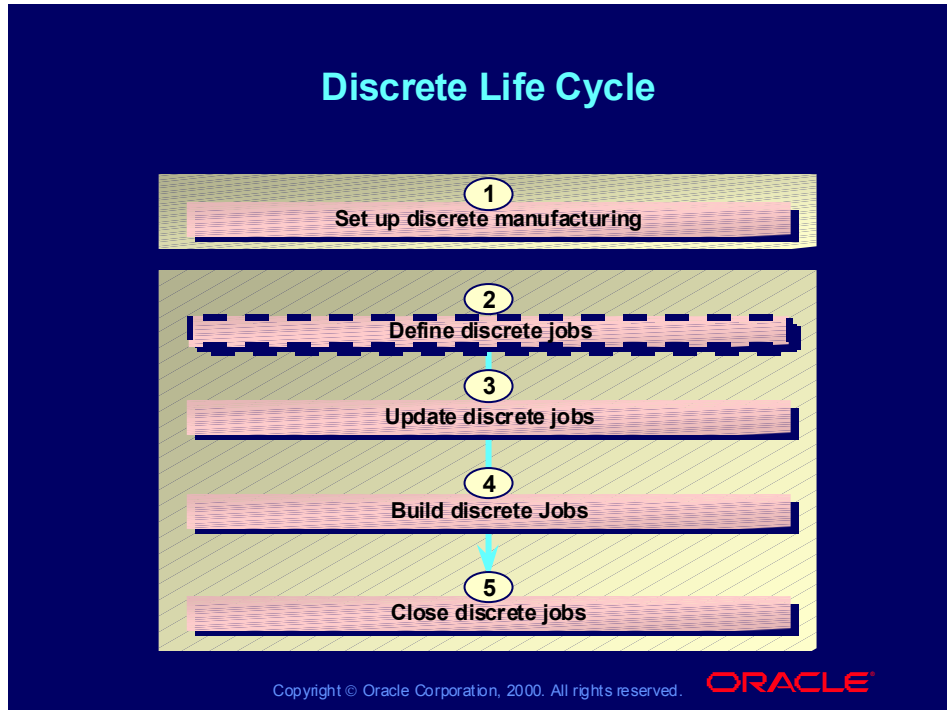 Discrete Life Cycle
1
Set up discrete manufacturing
2
Define discrete jobs
3
Update discrete jobs
4
Build discrete Jobs
5
Close discrete jobs
Copyright © Oracle Corporation, 2000. All rights reserved.
ORACLE®